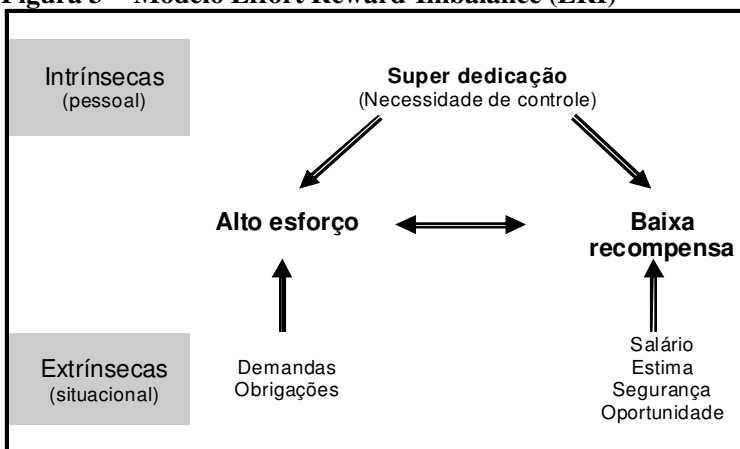 Figura 3 – Modelo Effort-Reward-Imbalance (ERI)
Intrínsecas
(pessoal)
Super dedicação
(Necessidade de controle)
Alto esforço
Baixa
recompensa
Extrínsecas
(situacional)
Demandas
Obrigações
Salário
Estima
Segurança
Oportunidade